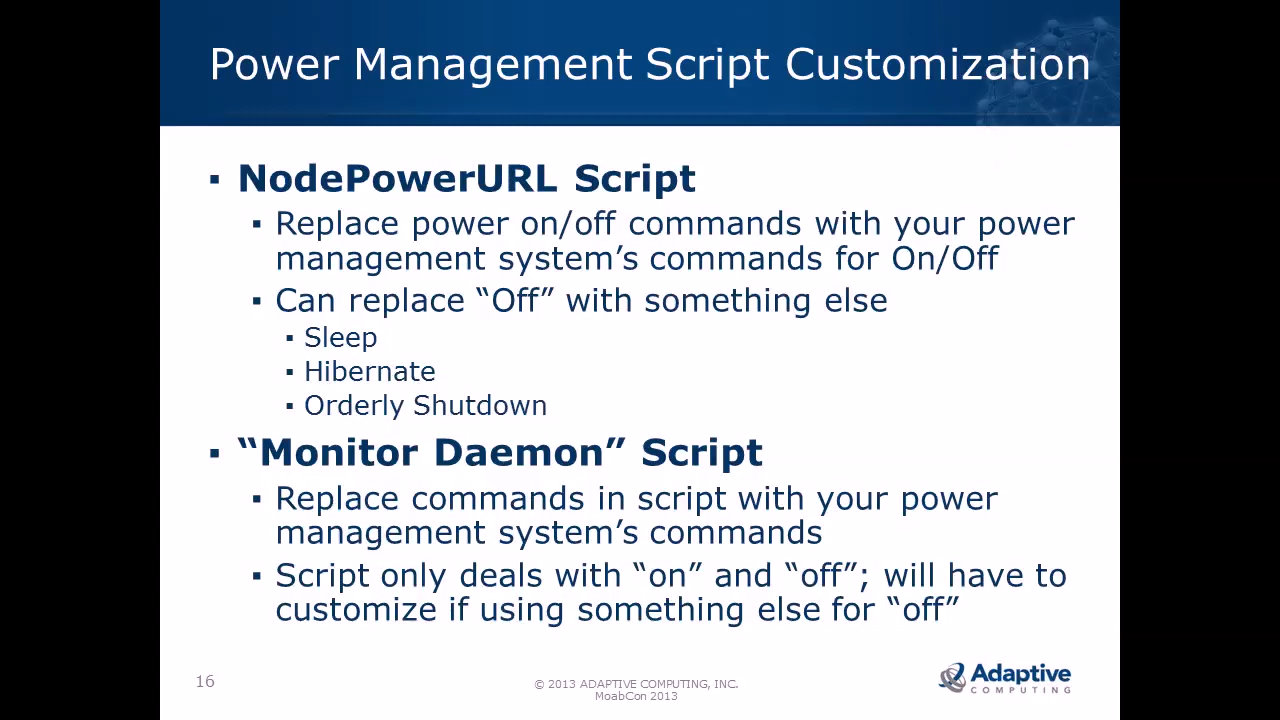 Power Management Script Customization
▪ NodePowerURL Script
▪ Replace power on/off commands with your power
management system’s commands for On/Off
▪ Can replace “Off” with something else
▪ Sleep
▪ Hibernate
▪ Orderly Shutdown
▪ “Monitor Daemon” Script
▪ Replace commands in script with your power
management system’s commands
▪ Script only deals with “on” and “off”; will have to
customize if using something else for “off”
16
© 2013 ADAPTIVE COMPUTING, INC.
MoabCon 2013
Adaptive
COMPUTING